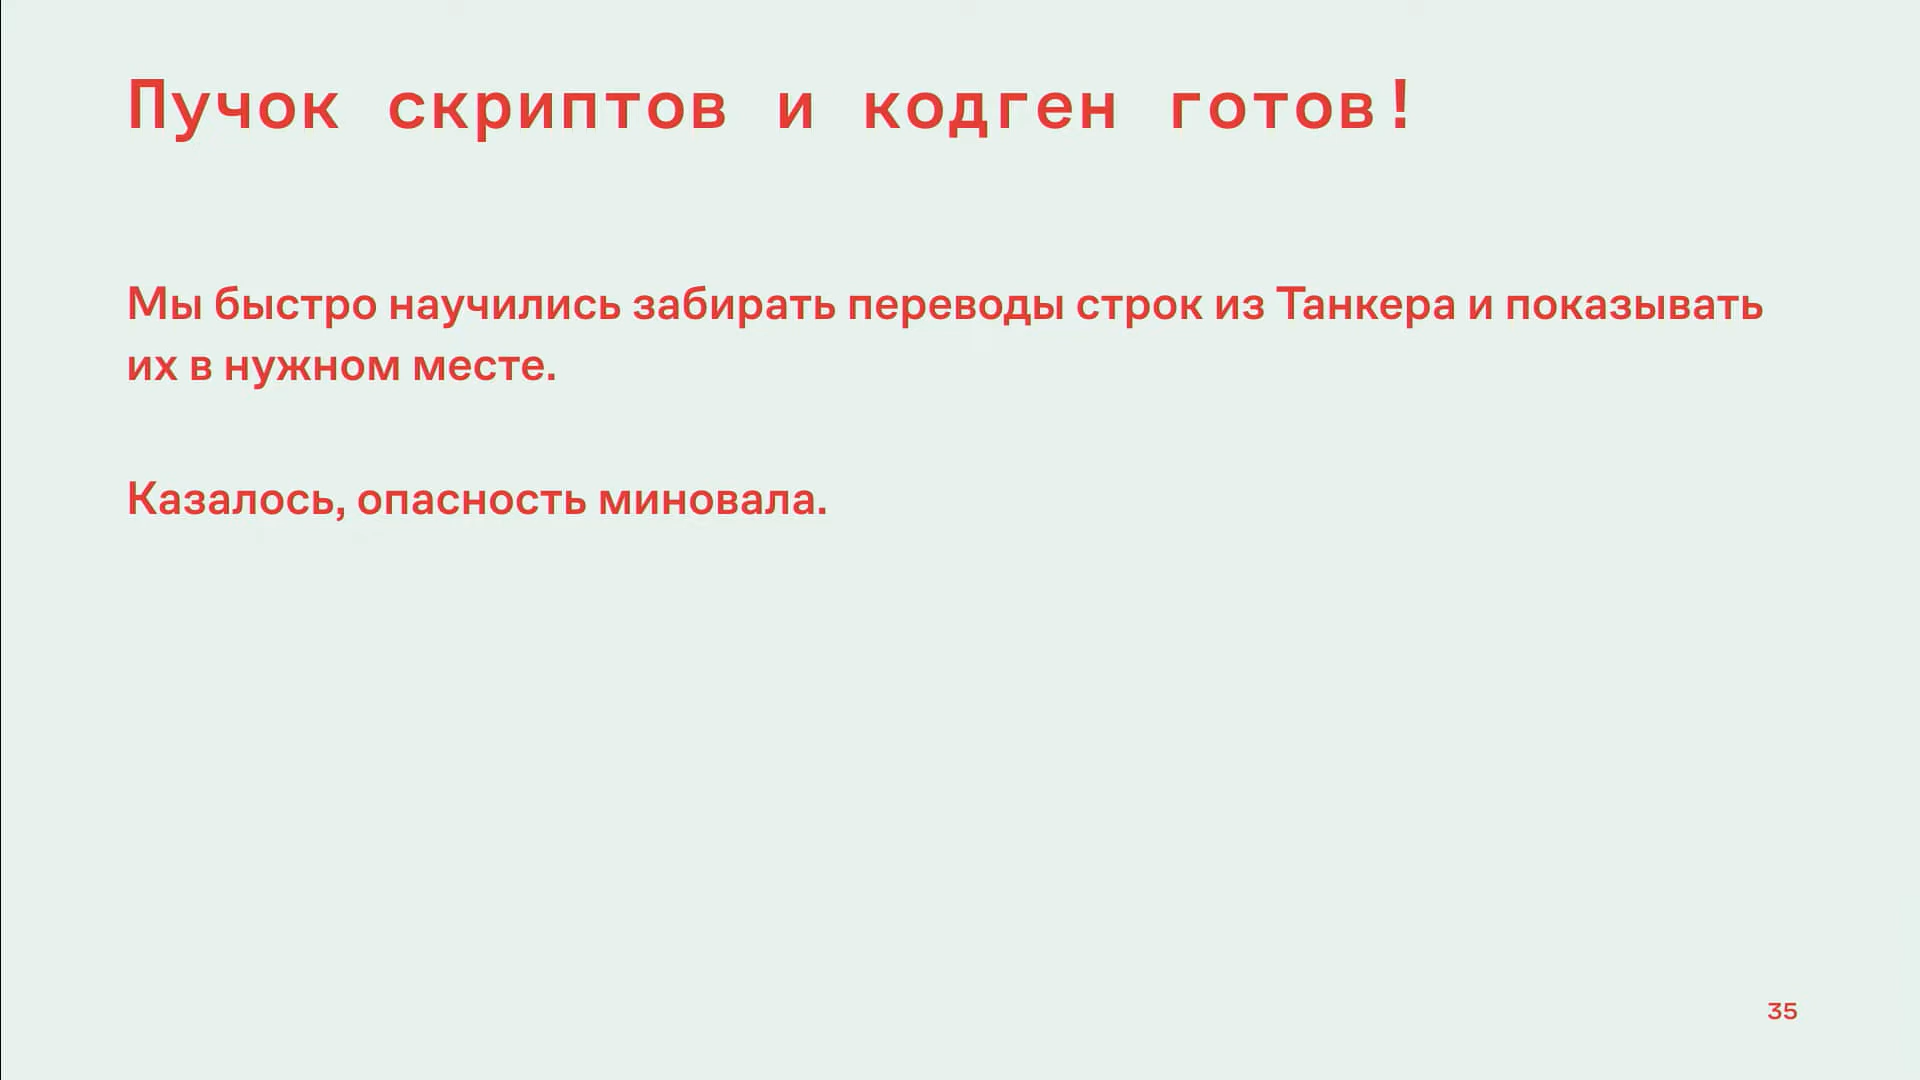 Пучок скриптов и кодген готов!
Мы быстро научились забирать переводы строк из Танкера и показывать
их в нужном месте.
Казалось, опасность миновала.
35